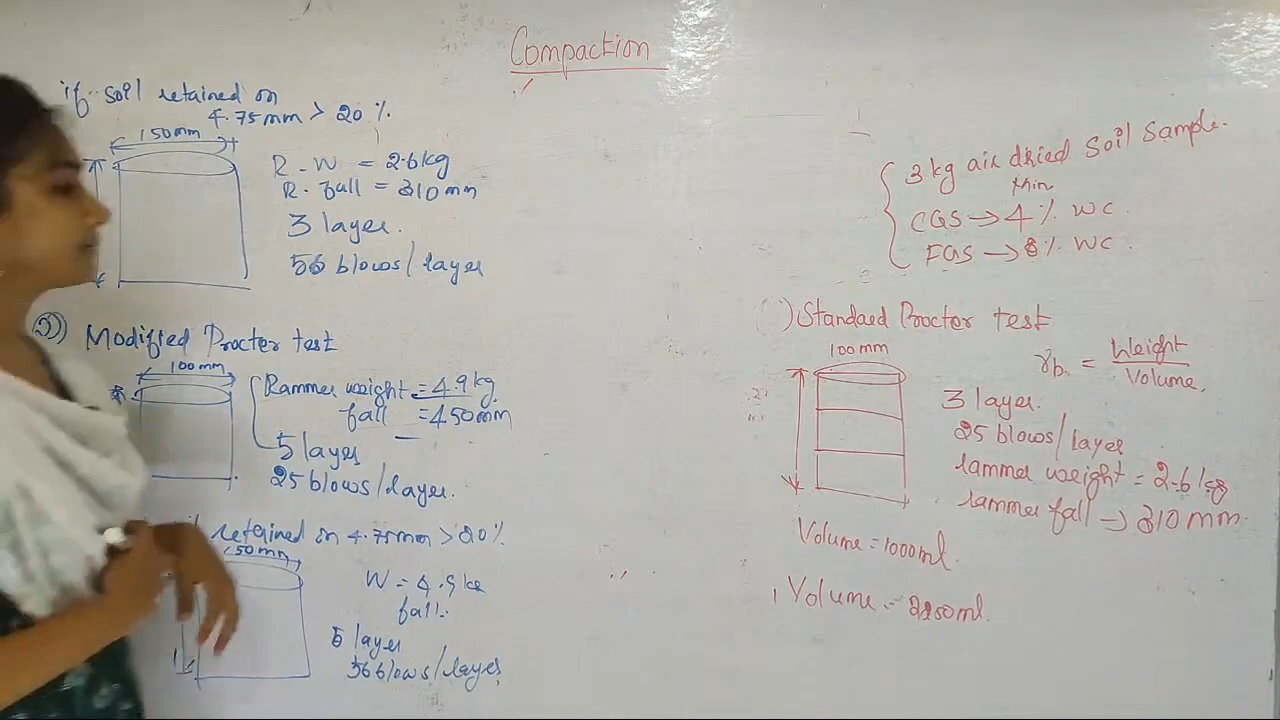 Compaction
if soil retained on
4.75mm > 20 %
150mm
R - W = 2.6kg
R. fall = 310mm
3 layer.
56 blows/layer
2) Modified Procter test
100mm
Rammer weight = 4.9 kg
fall = 450mm
5 layer
25 blows/layer.
retained on 4.75mm > 20%
150mm
W = 4.9 kg
fall:
5 layer
56 blows/layer
3 kg air dried Soil Sample.
min
CGS → 4 % WC
FGS → 8% WC
Standard Procter test
100mm
γb. = Weight / Volume.
3 layer.
25 blows/layer
rammer weight = 2.6 kg
rammer fall → 310 mm.
Volume = 1000ml.
Volume = 2250ml.